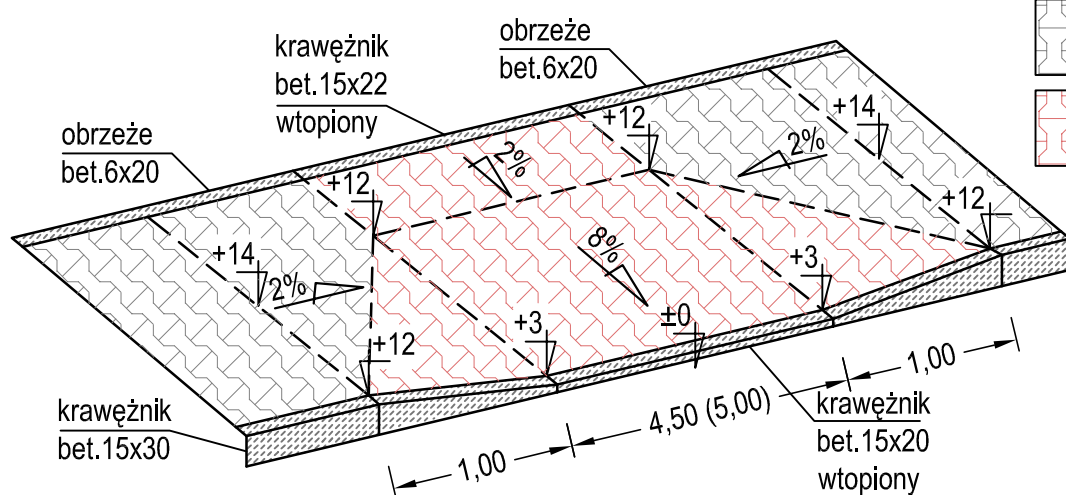 obrzeże
bet.6x20
krawężnik
bet.15x22
wtopiony
obrzeże
bet.6x20
+12
+14
2%
2%
+12
+12
+14
2%
8%
+3
±0
+3
+12
krawężnik
bet.15x30
1,00
4,50 (5,00)
1,00
krawężnik
bet.15x20
wtopiony